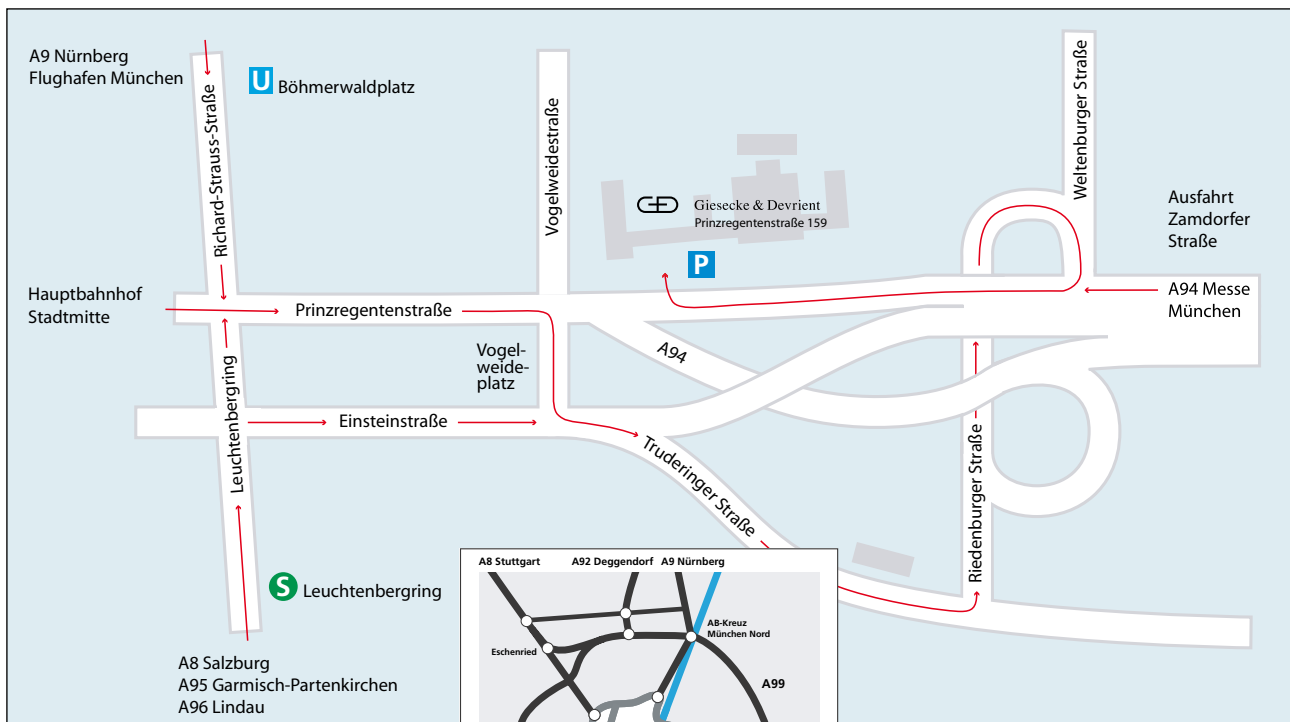 A9 Nürnberg
Flughafen München
U Böhmerwaldplatz
Richard-Strauss-Straße
Vogelweidestraße
Weltenburger Straße
Giesecke & Devrient
Prinzregentenstraße 159
P
Ausfahrt
Zamdorfer
Straße
A94 Messe
München
Hauptbahnhof
Stadtmitte
Prinzregentenstraße
Vogel-
weide-
platz
A94
Leuchtenbergring
Einsteinstraße
Truderinger Straße
Riedenburger Straße
S Leuchtenbergring
A8 Salzburg
A95 Garmisch-Partenkirchen
A96 Lindau
A8 Stuttgart
A92 Deggendorf
A9 Nürnberg
AB-Kreuz
München Nord
Eschenried
A99